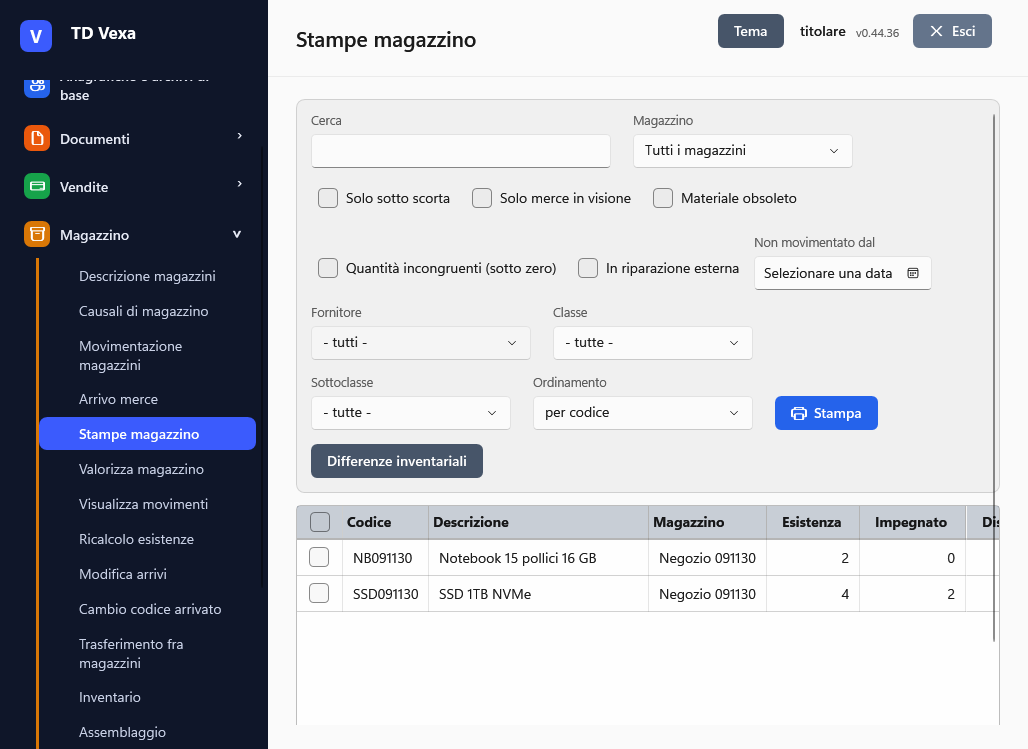 V
TD Vexa
base
Documenti
Vendite
Magazzino
Descrizione magazzini
Causali di magazzino
Movimentazione
magazzini
Arrivo merce
Stampe magazzino
Valorizza magazzino
Visualizza movimenti
Ricalcolo esistenze
Modifica arrivi
Cambio codice arrivato
Trasferimento fra
magazzini
Inventario
Assemblaggio
Stampe magazzino
Tema
titolare
v0.44.36
Esci
Cerca
Magazzino
Tutti i magazzini
Solo sotto scorta
Solo merce in visione
Materiale obsoleto
Non movimentato dal
Quantità incongruenti (sotto zero)
In riparazione esterna
Selezionare una data
Fornitore
Classe
- tutti -
- tutte -
Sottoclasse
Ordinamento
- tutte -
per codice
Stampa
Differenze inventariali
Codice Descrizione Magazzino Esistenza Impegnato Dis
NB091130 Notebook 15 pollici 16 GB Negozio 091130 2 0
SSD091130 SSD 1TB NVMe Negozio 091130 4 2